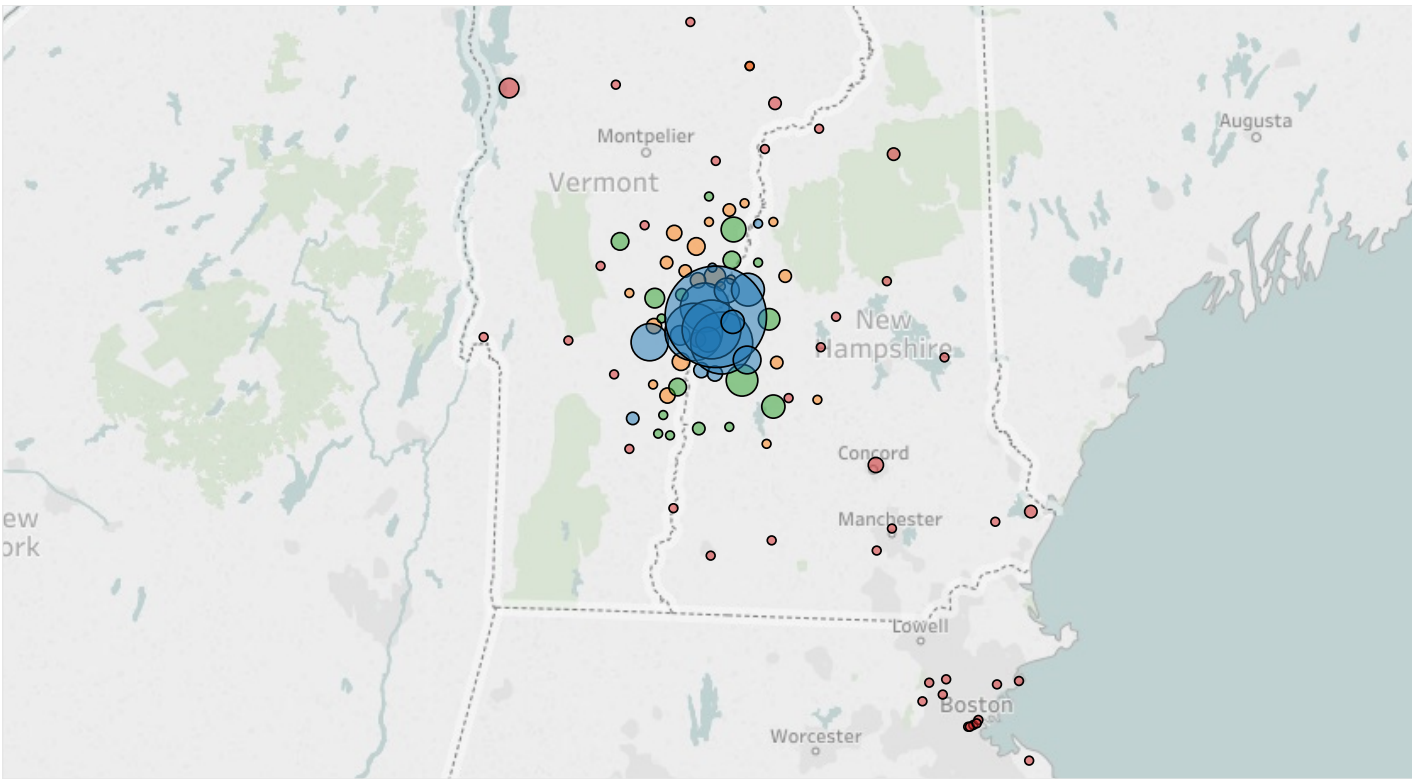 Augusta
Montpelier
Vermont
New
Hampshire
Concord
ew
ork
Manchester
Lowell
Boston
Worcester